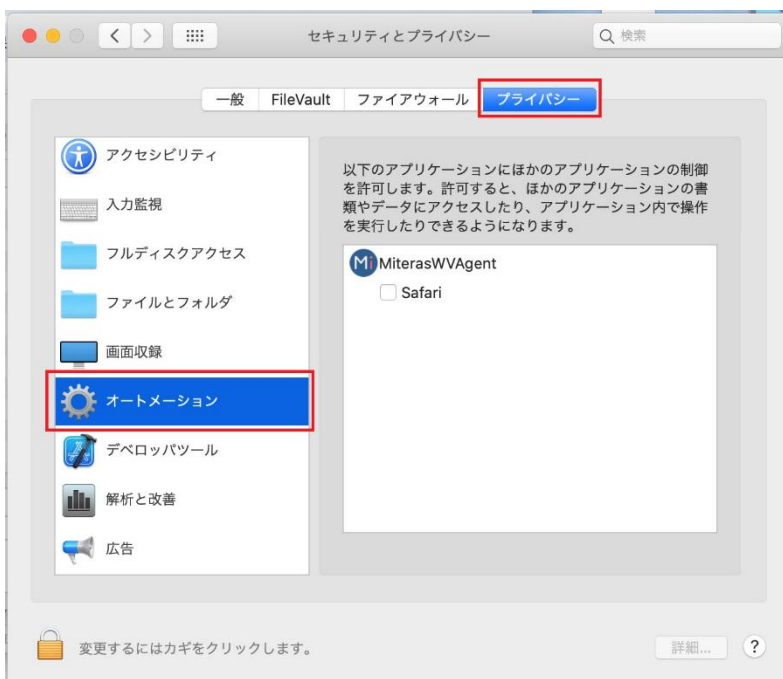 セキュリティとプライバシー
検索
一般
FileVault
ファイアウォール
プライバシー
アクセシビリティ
入力監視
フルディスクアクセス
ファイルとフォルダ
画面収録
オートメーション
デベロッパツール
解析と改善
広告
以下のアプリケーションにほかのアプリケーションの制御
を許可します。許可すると、ほかのアプリケーションの書
類やデータにアクセスしたり、アプリケーション内で操作
を実行したりできるようになります。
Mi
MiterasWVAgent
Safari
変更するにはカギをクリックします。
詳細...
?